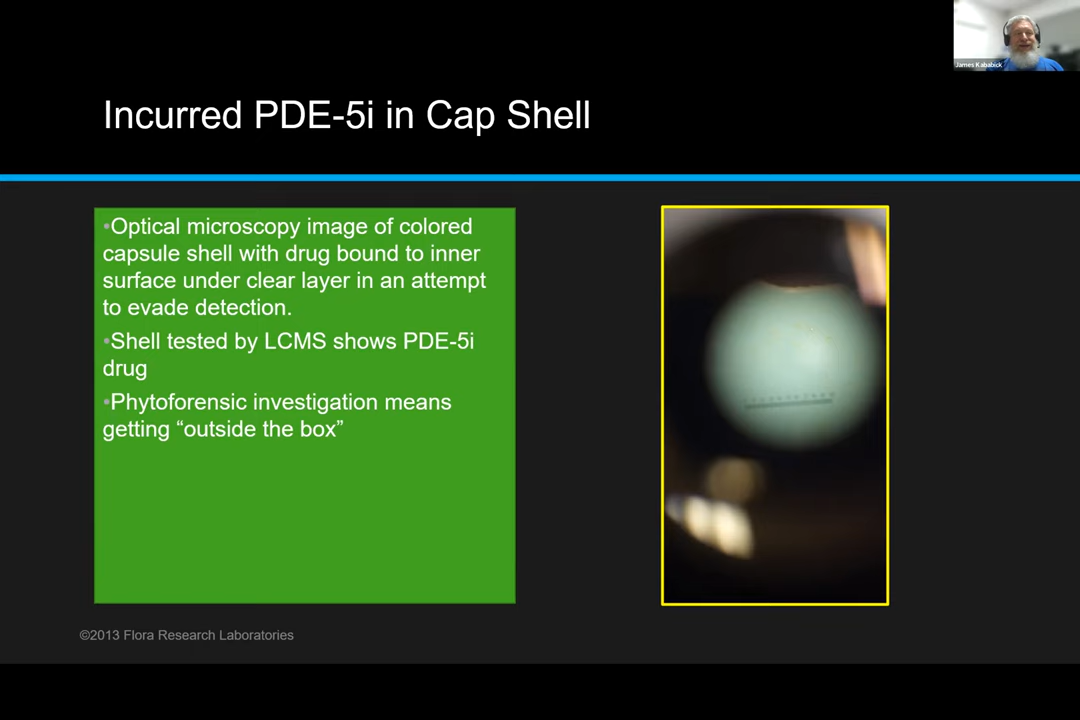 James Kababick
Incurred PDE-5i in Cap Shell
•Optical microscopy image of colored
capsule shell with drug bound to inner
surface under clear layer in an attempt
to evade detection.
•Shell tested by LCMS shows PDE-5i
drug
•Phytoforensic investigation means
getting “outside the box”
©2013 Flora Research Laboratories